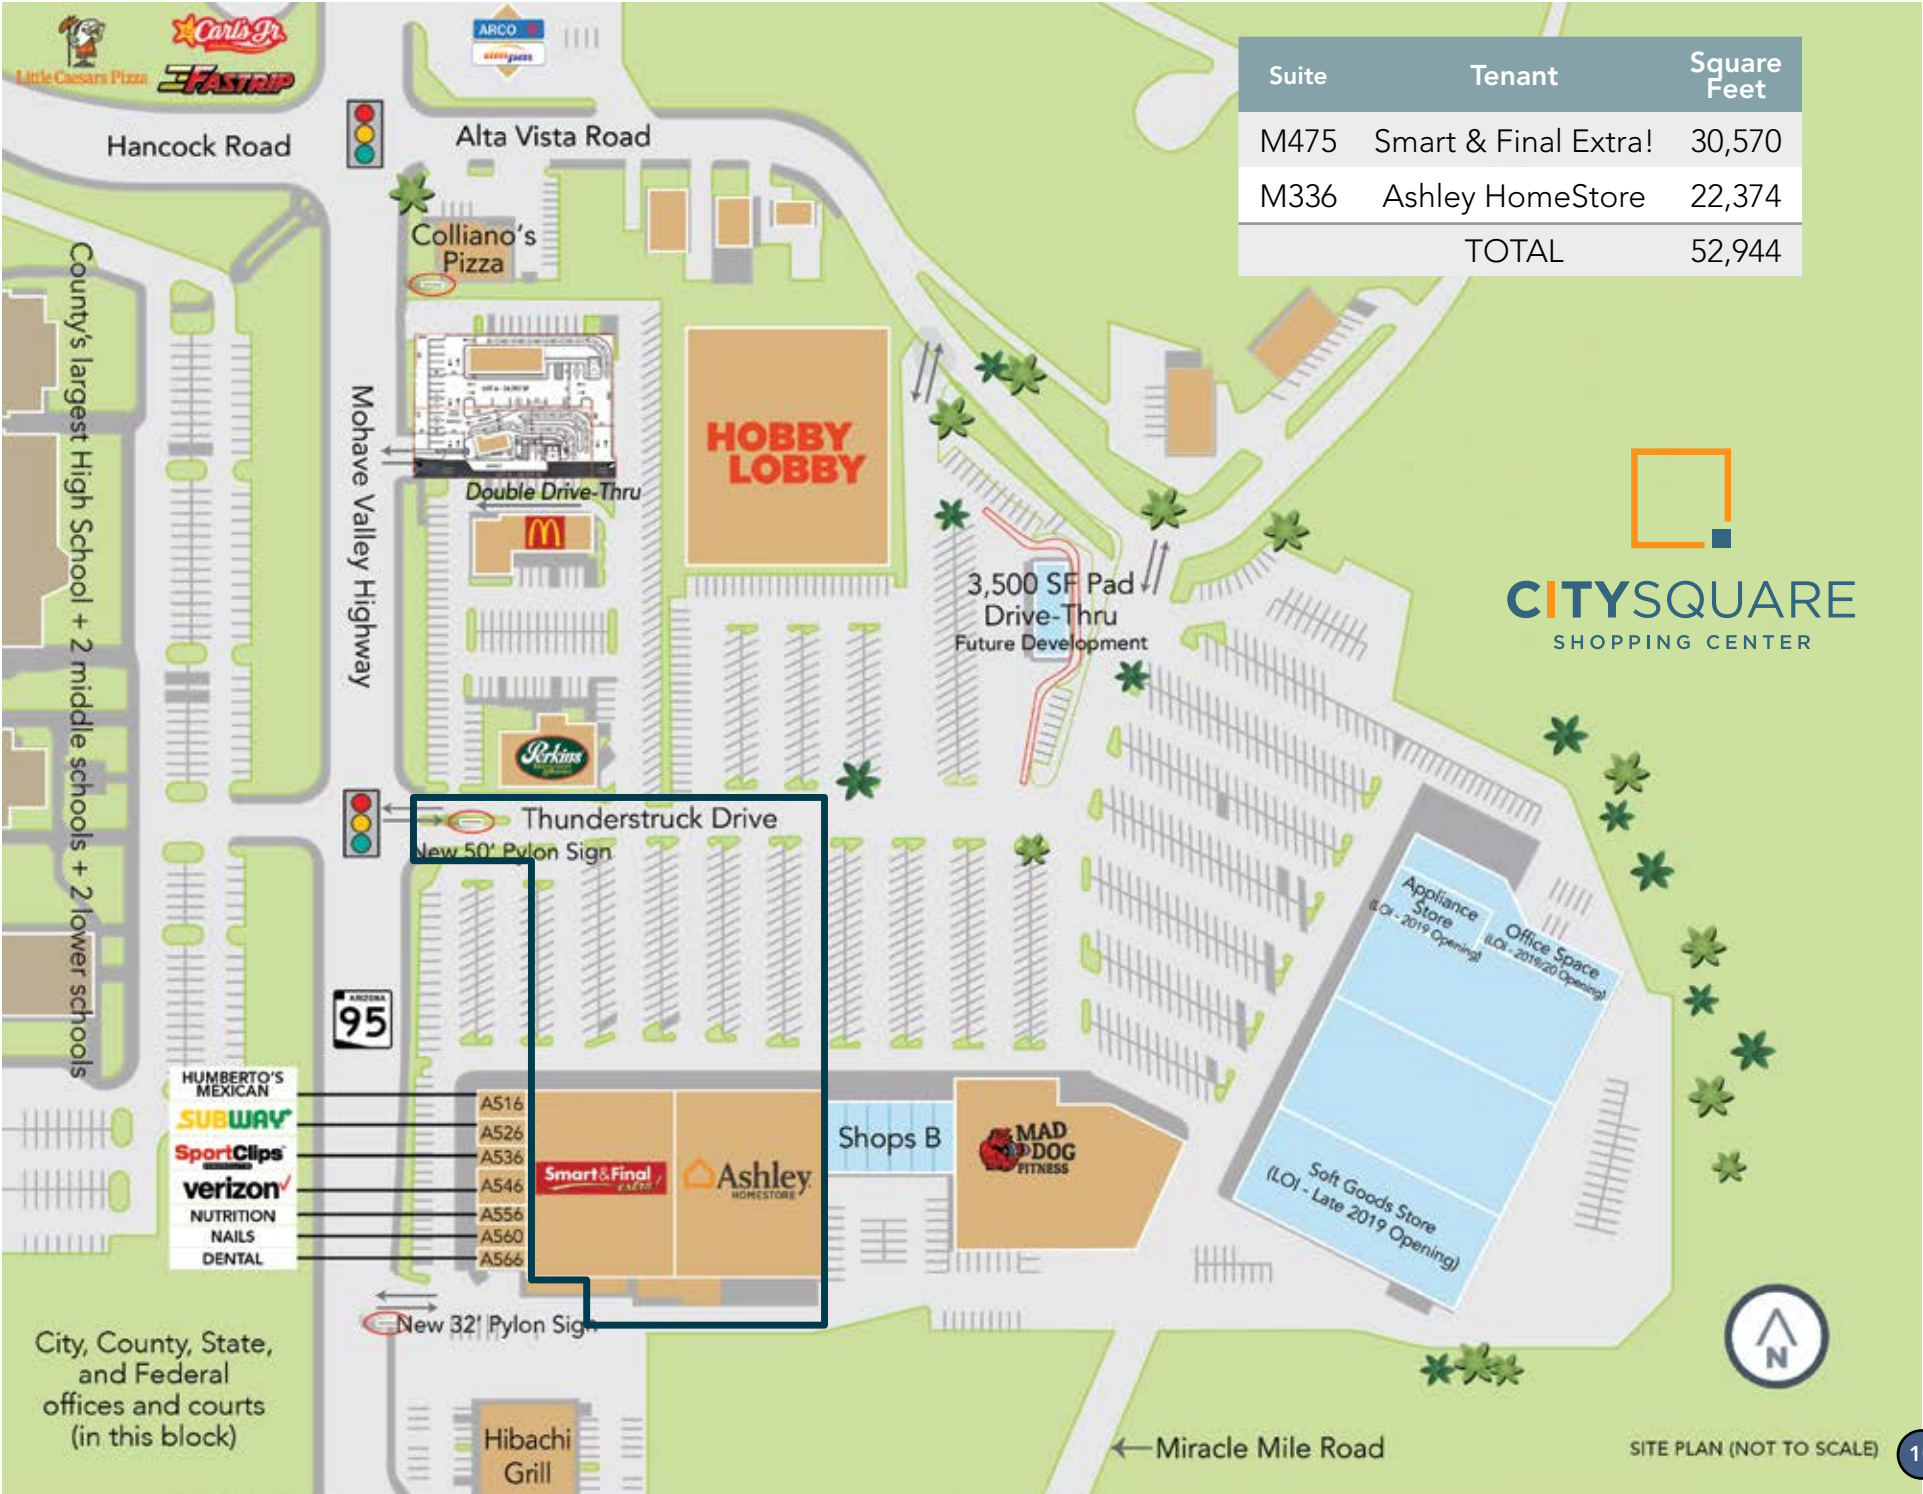 Little Caesars Pizza
Carl's Jr.
FASTRIP
ARCO
ampm
Suite Tenant Square Feet
M475 Smart & Final Extra! 30,570
M336 Ashley HomeStore 22,374
TOTAL 52,944
Hancock Road
Alta Vista Road
Colliano's
Pizza
County's largest High School + 2 middle schools + 2 lower schools
Mohave Valley Highway
HOBBY
LOBBY
Double Drive-Thru
3,500 SF Pad
Drive-Thru
Future Development
CITYSQUARE
SHOPPING CENTER
Perkins
Thunderstruck Drive
New 50' Pylon Sign
Appliance
Store
(LOI - 2019 Opening)
Office Space
(LOI - 2019/20 Opening)
ARIZONA
95
HUMBERTO'S
MEXICAN
SUBWAY
SportClips
verizon
NUTRITION
NAILS
DENTAL
A516
A526
A536
A546
A556
A560
A566
Smart&Final
extra!
Ashley
HOMESTORE
Shops B
MAD
DOG
FITNESS
Soft Goods Store
(LOI - Late 2019 Opening)
New 32' Pylon Sign
City, County, State,
and Federal
offices and courts
(in this block)
Hibachi
Grill
Miracle Mile Road
N
SITE PLAN (NOT TO SCALE)